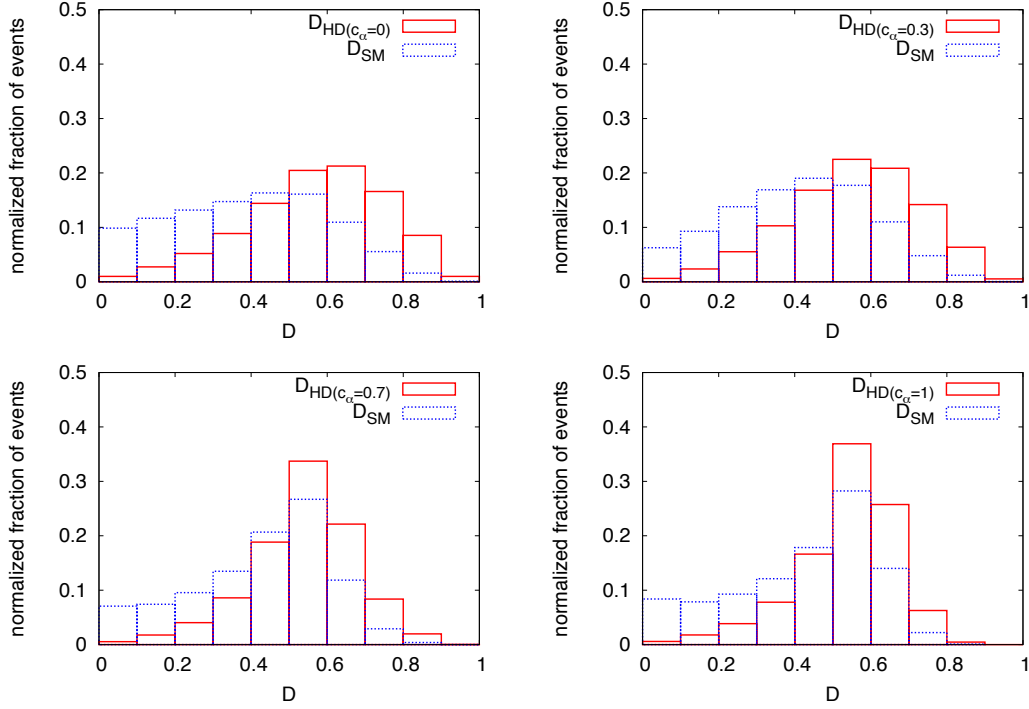 normalized fraction of events
0.5
0.4
0.3
0.2
0.1
0
D_HD(c_α=0)
D_SM
0 0.2 0.4 0.6 0.8 1
D
normalized fraction of events
0.5
0.4
0.3
0.2
0.1
0
D_HD(c_α=0.3)
D_SM
0 0.2 0.4 0.6 0.8 1
D
normalized fraction of events
0.5
0.4
0.3
0.2
0.1
0
D_HD(c_α=0.7)
D_SM
0 0.2 0.4 0.6 0.8 1
D
normalized fraction of events
0.5
0.4
0.3
0.2
0.1
0
D_HD(c_α=1)
D_SM
0 0.2 0.4 0.6 0.8 1
D